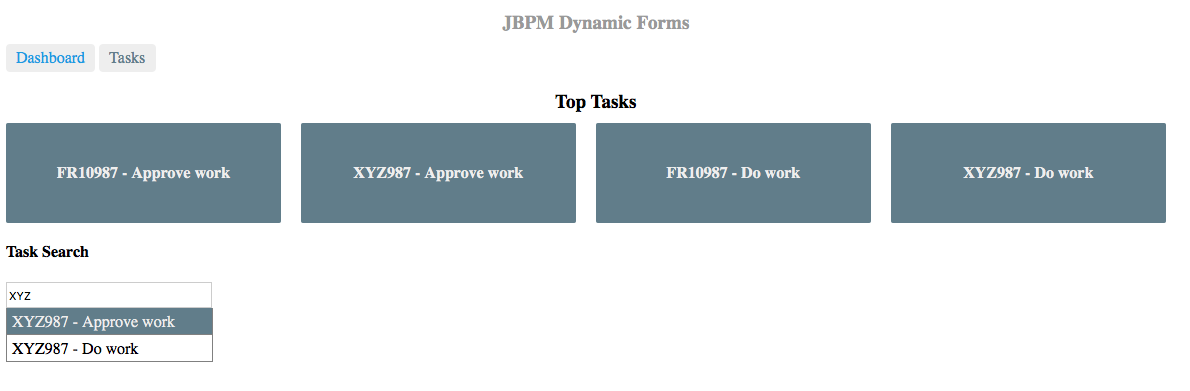 JBPM Dynamic Forms
Dashboard Tasks
Top Tasks
FR10987 - Approve work
XYZ987 - Approve work
FR10987 - Do work
XYZ987 - Do work
Task Search
XYZ
XYZ987 - Approve work
XYZ987 - Do work